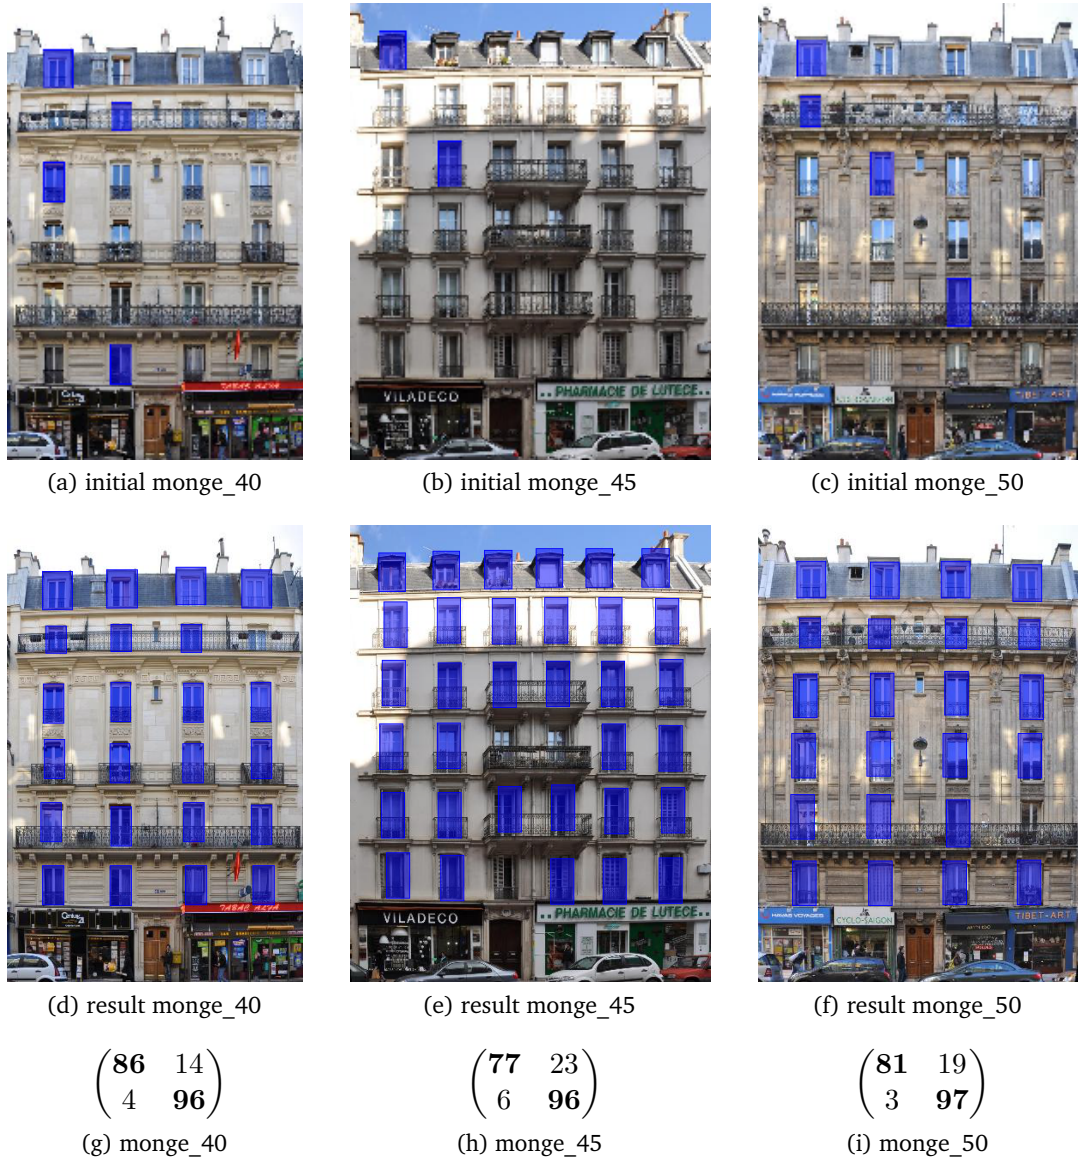 VILADECO
PHARMACIE DE LUTECE
TIBET-ART
(a) initial monge_40
(b) initial monge_45
(c) initial monge_50
VILADECO
PHARMACIE DE LUTECE
HAVAS VOYAGES
CYCLO-SAIGON
TIBET-ART
(d) result monge_40
(e) result monge_45
(f) result monge_50
86 14
4 96
77 23
6 96
81 19
3 97
(g) monge_40
(h) monge_45
(i) monge_50